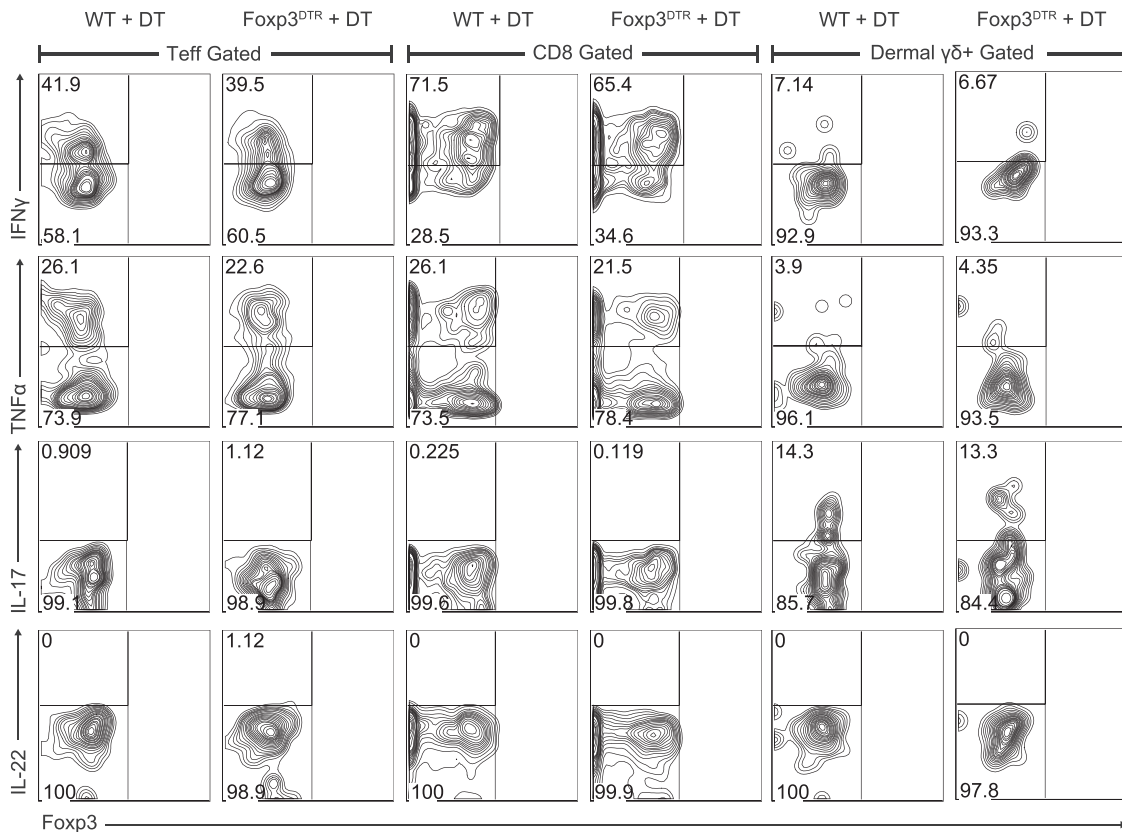 WT + DT Foxp3DTR + DT WT + DT Foxp3DTR + DT WT + DT Foxp3DTR + DT
Teff Gated CD8 Gated Dermal γδ+ Gated
41.9 39.5 71.5 65.4 7.14 6.67
IFNγ
58.1 60.5 28.5 34.6 92.9 93.3
26.1 22.6 26.1 21.5 3.9 4.35
TNFα
73.9 77.1 73.5 78.4 96.1 93.5
0.909 1.12 0.225 0.119 14.3 13.3
IL-17
99.1 98.9 99.6 99.8 85.7 84.4
0 1.12 0 0 0 0
IL-22
100 98.9 100 99.9 100 97.8
Foxp3